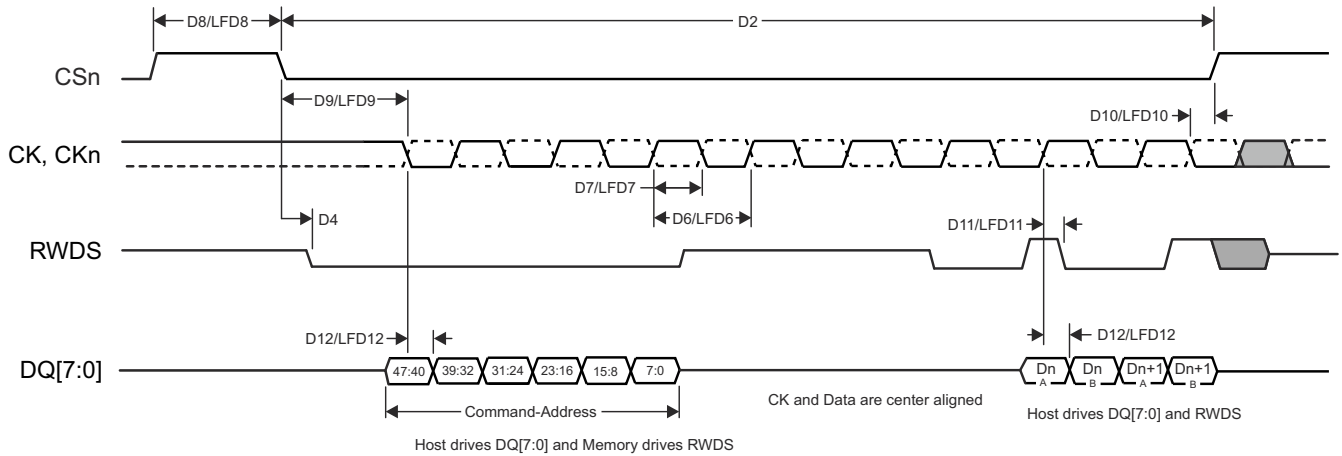 D8/LFD8
D2
CSn
D9/LFD9
D10/LFD10
CK, CKn
D7/LFD7
D4
D6/LFD6
D11/LFD11
RWDS
D12/LFD12
D12/LFD12
DQ[7:0]
47:40 39:32 31:24 23:16 15:8 7:0
Dn A Dn B Dn+1 A Dn+1 B
Command-Address
CK and Data are center aligned
Host drives DQ[7:0] and RWDS
Host drives DQ[7:0] and Memory drives RWDS